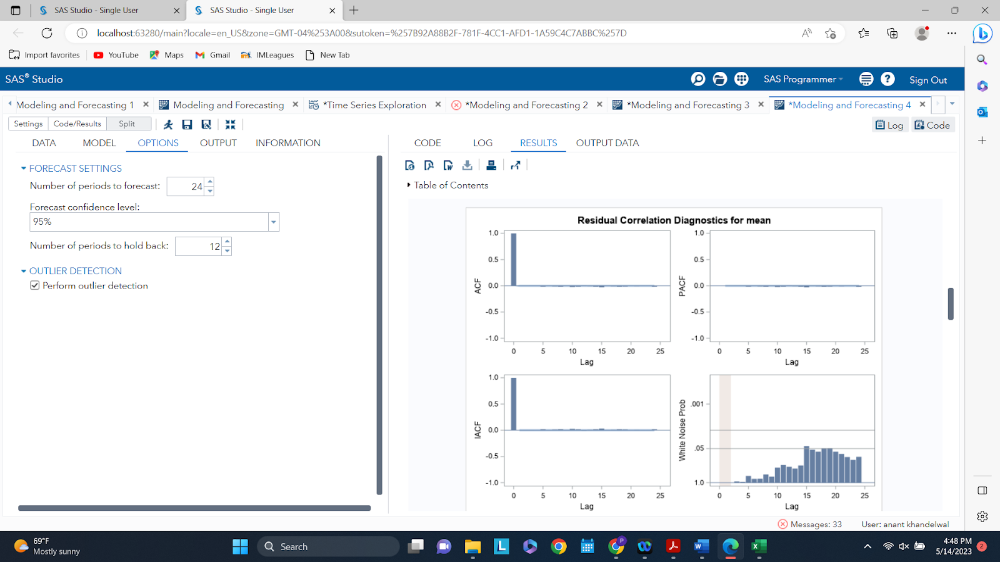 SAS Studio - Single User
SAS Studio - Single User
localhost:63280/main?locale=en_US&zone=GMT-04%253A00&sutoken=%257B92A88B2F-781F-4CC1-AFD1-1A59C4C7ABBC%257D
Import favorites YouTube Maps Gmail IMLeagues New Tab
SAS® Studio SAS Programmer Sign Out
Modeling and Forecasting 1 Modeling and Forecasting *Time Series Exploration *Modeling and Forecasting 2 *Modeling and Forecasting 3 *Modeling and Forecasting 4
Settings Code/Results Split Log Code
DATA MODEL OPTIONS OUTPUT INFORMATION
FORECAST SETTINGS
Number of periods to forecast: 24
Forecast confidence level:
95%
Number of periods to hold back: 12
OUTLIER DETECTION
Perform outlier detection
CODE LOG RESULTS OUTPUT DATA
Table of Contents
Residual Correlation Diagnostics for mean
1.0
0.5
0.0
-0.5
-1.0
ACF
0 5 10 15 20 25
Lag
1.0
0.5
0.0
-0.5
-1.0
PACF
0 5 10 15 20 25
Lag
1.0
0.5
0.0
-0.5
-1.0
IACF
0 5 10 15 20 25
Lag
.001
.05
1.0
White Noise Prob
0 5 10 15 20 25
Lag
Messages: 33 User: anant khandelwal
69°F
Mostly sunny
Search
4:48 PM
5/14/2023
2